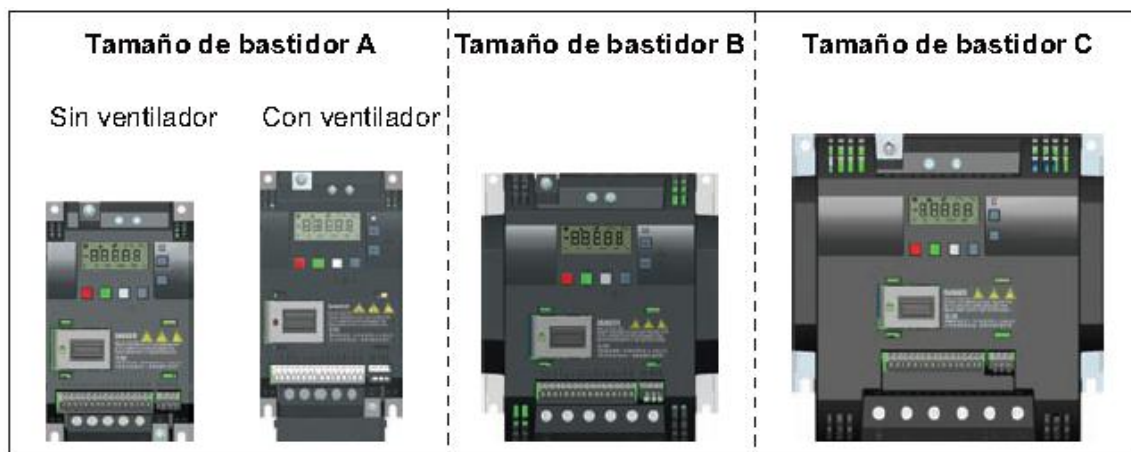 Tamaño de bastidor A
Tamaño de bastidor B
Tamaño de bastidor C
Sin ventilador
Con ventilador